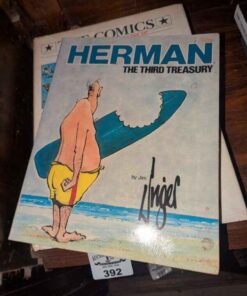 COMICS
HERMAN
THE THIRD TREASURY
By Jim
Unger
392